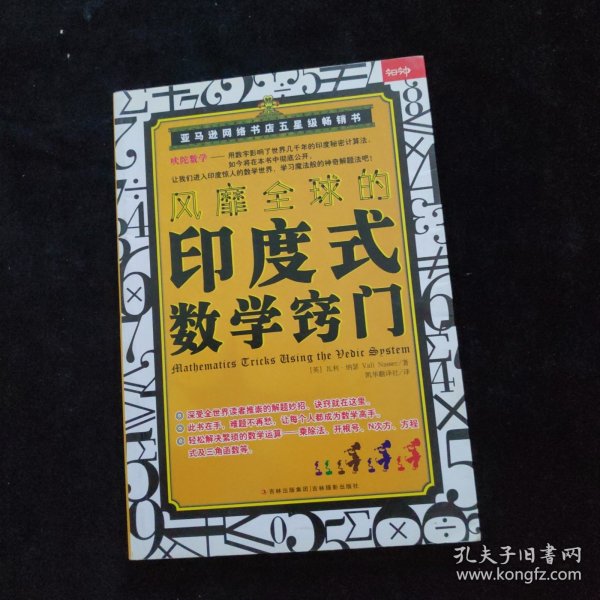 亚马逊网络书店五星级畅销书
吠陀数学——用数字影响了世界几千年的印度秘密计算法,
如今将在本书中彻底公开,
让我们进入印度惊人的数学世界,学习魔法般的神奇解题法吧!
风靡全球的
印度式
数学窍门
Mathematics Tricks Using the Vedic System
[英] 瓦利·纳瑟 Vali Nasser/著
凯华翻译社/译
深受全世界读者推崇的解题妙招,诀窍就在这里。
此书在手,难题不再愁,让每个人都成为数学高手。
轻松解决繁琐的数学运算——乘除法、开根号、N次方、方程
式及三角函数等。
吉林出版集团 吉林摄影出版社
孔夫子旧书网
www.kongfz.com